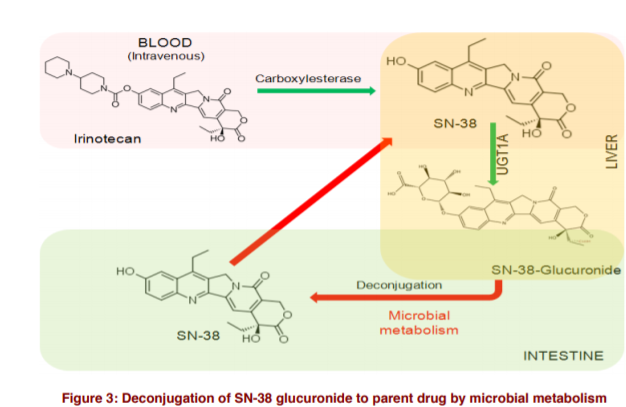 BLOOD
(Intravenous)
Irinotecan
Carboxylesterase
SN-38
UGT1A
LIVER
SN-38-Glucuronide
Deconjugation
Microbial
metabolism
SN-38
INTESTINE
Figure 3: Deconjugation of SN-38 glucuronide to parent drug by microbial metabolism